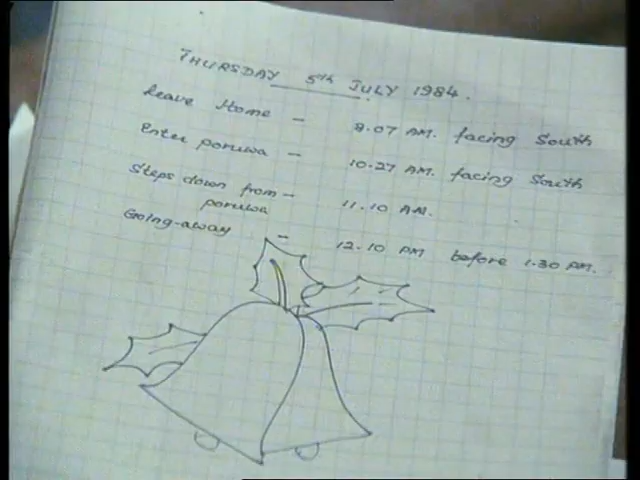 THURSDAY 5th JULY 1984.
Leave Home - 8.07 AM. facing South
Enter poruwa - 10.27 AM. facing South
Steps down from - 11.10 AM.
poruwa
Going-away - 12.10 PM before 1.30 PM.